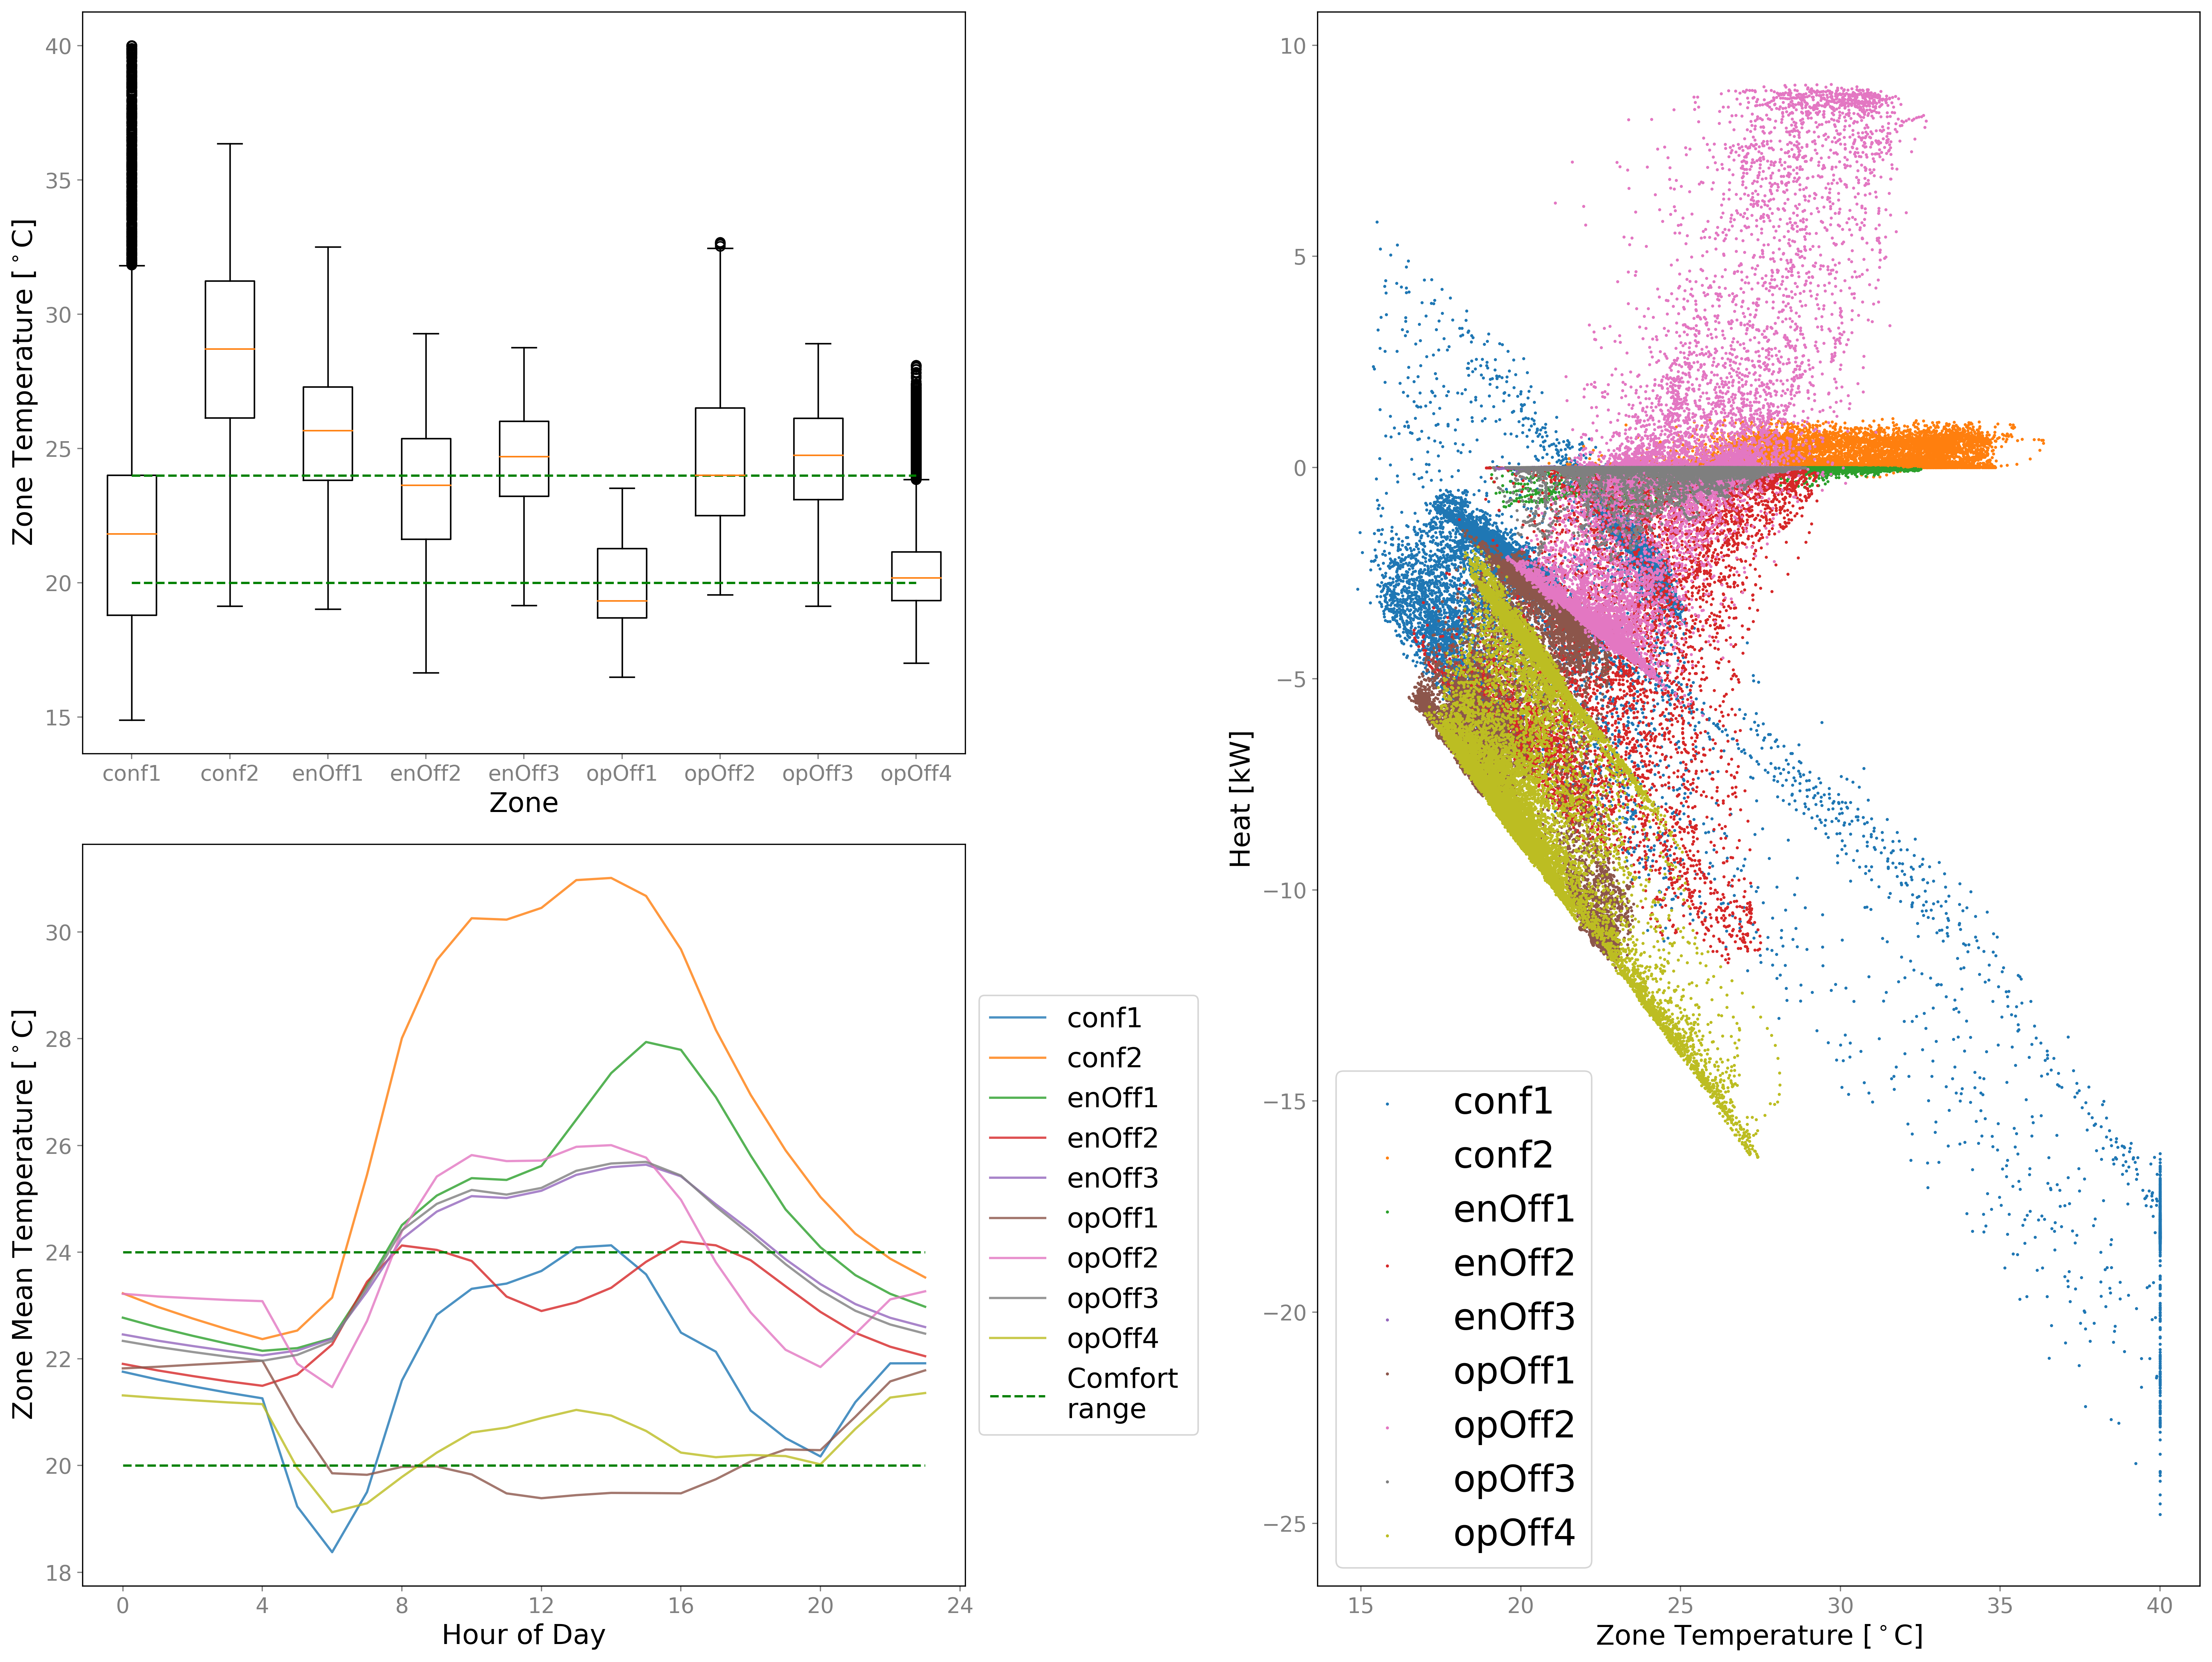 40
35
30
25
20
15
Zone Temperature [°C]
conf1 conf2 enOff1 enOff2 enOff3 opOff1 opOff2 opOff3 opOff4
Zone
30
28
26
24
22
20
18
Zone Mean Temperature [°C]
0 4 8 12 16 20 24
Hour of Day
conf1
conf2
enOff1
enOff2
enOff3
opOff1
opOff2
opOff3
opOff4
Comfort
range
10
5
0
−5
−10
−15
−20
−25
Heat [kW]
conf1
conf2
enOff1
enOff2
enOff3
opOff1
opOff2
opOff3
opOff4
15 20 25 30 35 40
Zone Temperature [°C]